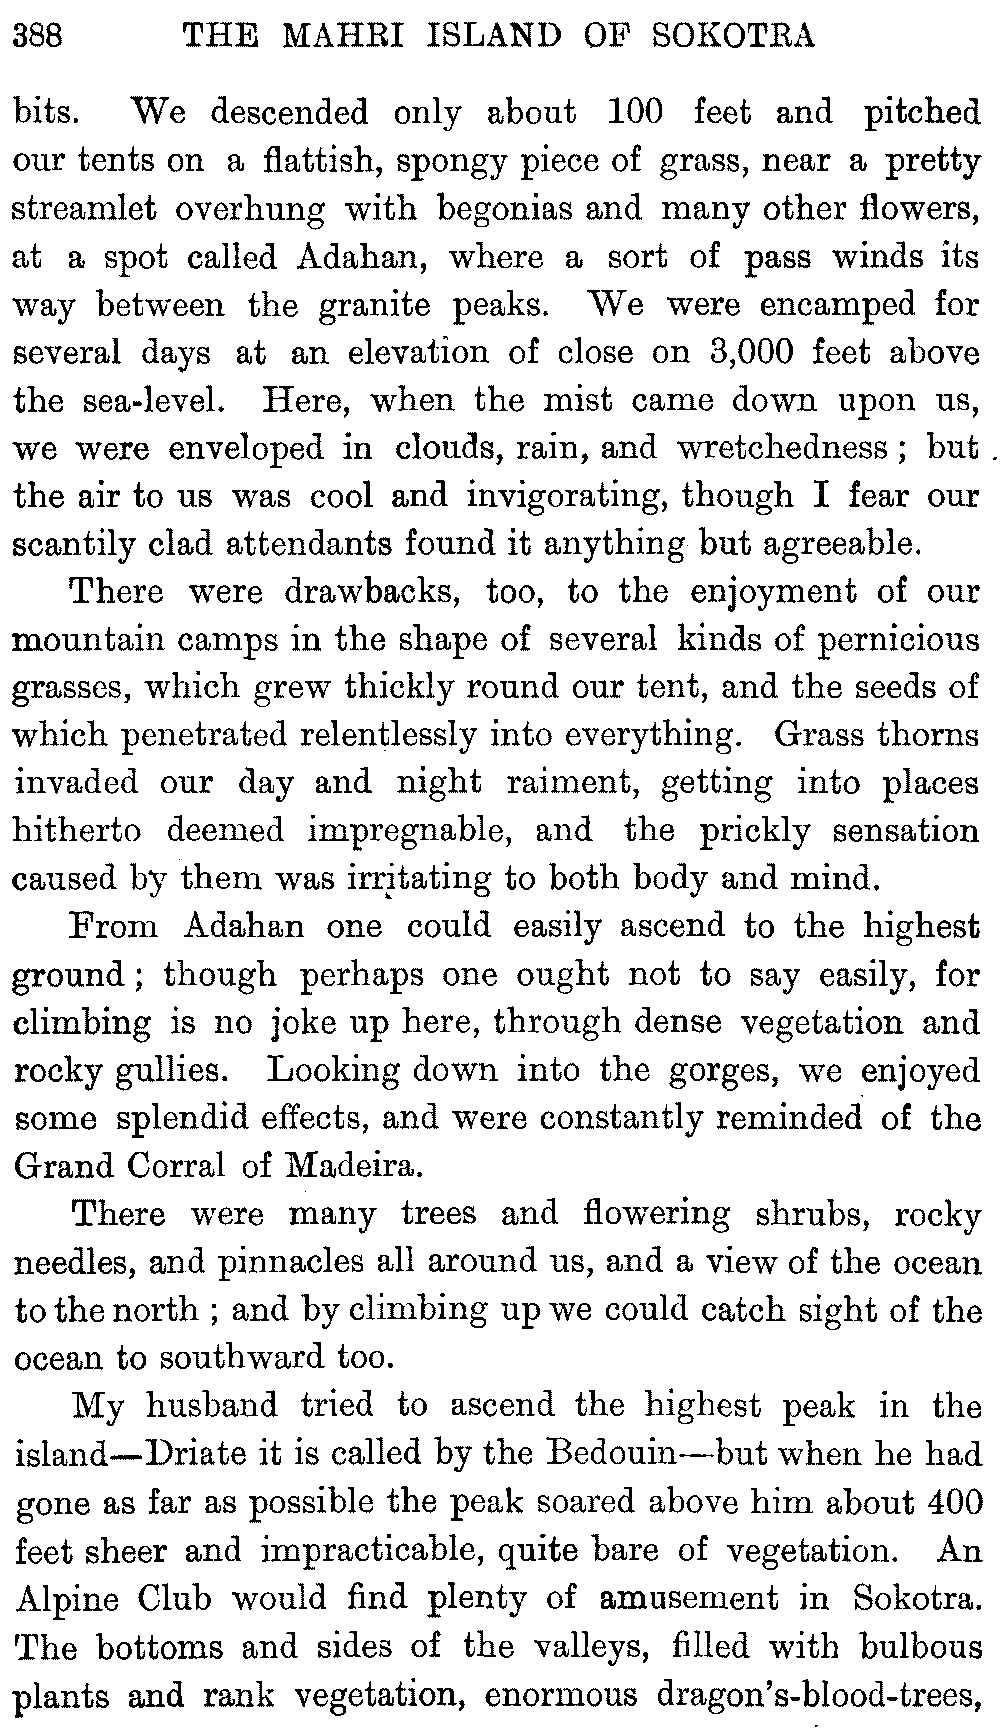 388 THE MAHRI ISLAND OF SOKOTRA
bits. We descended only about 100 feet and pitched
our tents on a flattish, spongy piece of grass, near a pretty
streamlet overhung with begonias and many other flowers,
at a spot called Adahan, where a sort of pass winds its
way between the granite peaks. We were encamped for
several days at an elevation of close on 3,000 feet above
the sea-level. Here, when the mist came down upon us,
we were enveloped in clouds, rain, and wretchedness ; but
the air to us was cool and invigorating, though I fear our
scantily clad attendants found it anything but agreeable.
There were drawbacks, too, to the enjoyment of our
mountain camps in the shape of several kinds of pernicious
grasses, which grew thickly round our tent, and the seeds of
which penetrated relentlessly into everything. Grass thorns
invaded our day and night raiment, getting into places
hitherto deemed impregnable, and the prickly sensation
caused by them was irritating to both body and mind.
From Adahan one could easily ascend to the highest
ground ; though perhaps one ought not to say easily, for
climbing is no joke up here, through dense vegetation and
rocky gullies. Looking down into the gorges, we enjoyed
some splendid effects, and were constantly reminded of the
Grand Corral of Madeira.
There were many trees and flowering shrubs, rocky
needles, and pinnacles all around us, and a view of the ocean
to the north ; and by climbing up we could catch sight of the
ocean to southward too.
My husband tried to ascend the highest peak in the
island—Driate it is called by the Bedouin—but when he had
gone as far as possible the peak soared above him about 400
feet sheer and impracticable, quite bare of vegetation. An
Alpine Club would find plenty of amusement in Sokotra.
The bottoms and sides of the valleys, filled with bulbous
plants and rank vegetation, enormous dragon's-blood-trees,